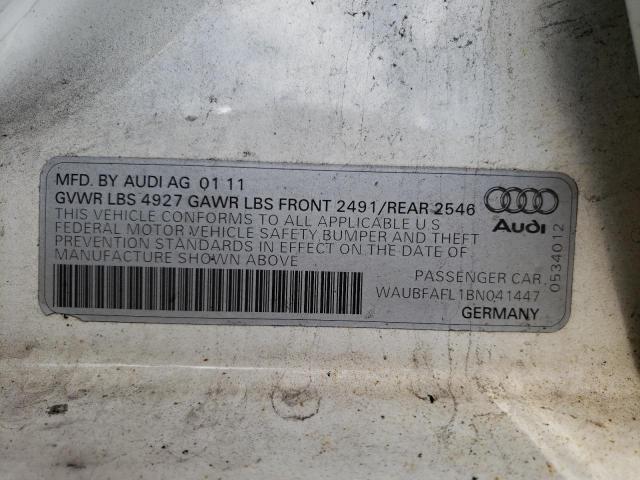 MFD. BY AUDI AG 01 11
GVWR LBS 4927 GAWR LBS FRONT 2491/REAR 2546
THIS VEHICLE CONFORMS TO ALL APPLICABLE U S
FEDERAL MOTOR VEHICLE SAFETY, BUMPER AND THEFT
PREVENTION STANDARDS IN EFFECT ON THE DATE OF
MANUFACTURE SHOWN ABOVE
Audi
PASSENGER CAR
WAUBFAFL1BN041447
GERMANY
0534012